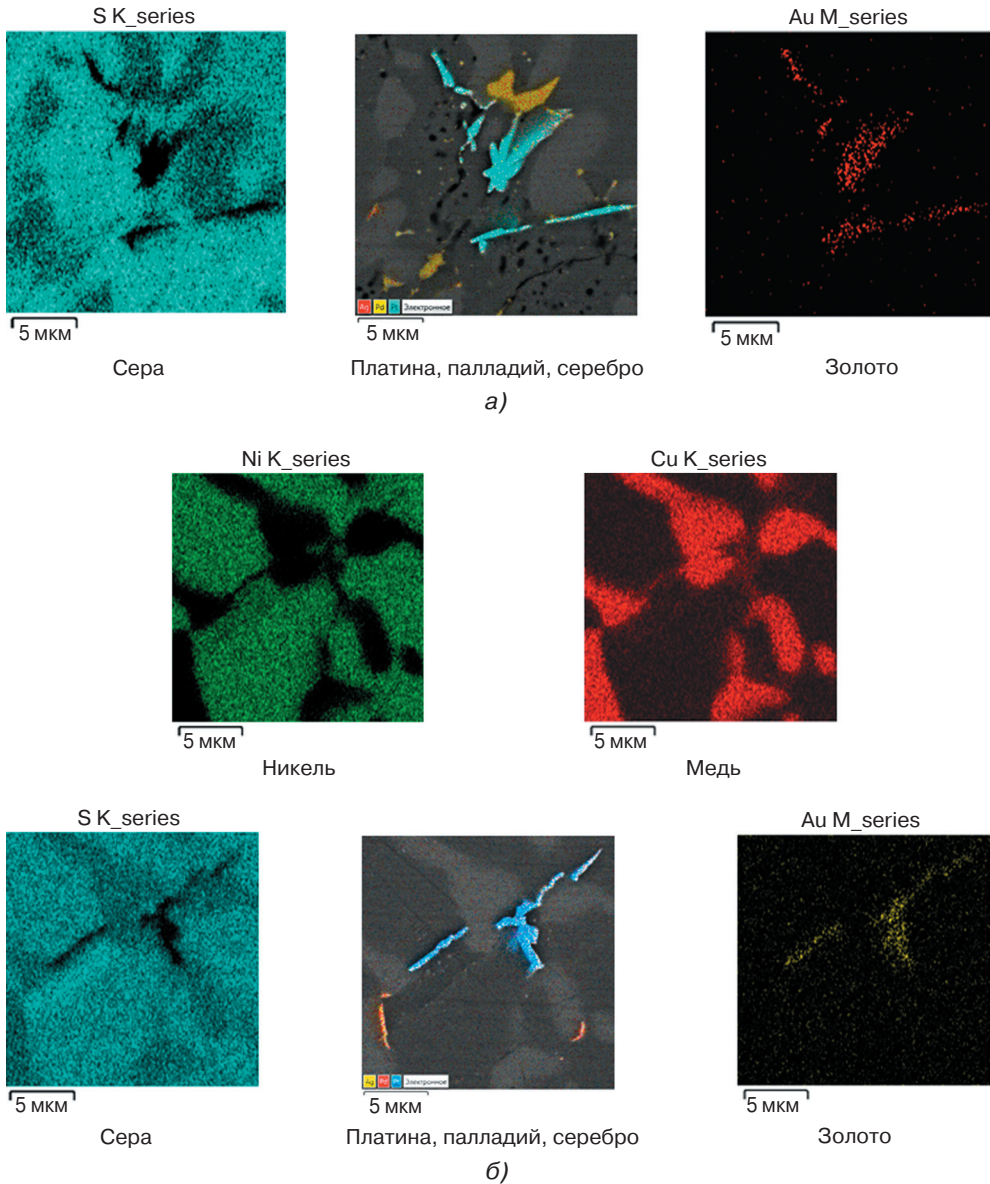 S K_series
Au M_series
Ag Pd Pt Электронное
5 мкм
5 мкм
5 мкм
Сера
Платина, палладий, серебро
Золото
а)
Ni K_series
Cu K_series
5 мкм
5 мкм
Никель
Медь
S K_series
Au M_series
Ag Pd Pt Электронное
5 мкм
5 мкм
5 мкм
Сера
Платина, палладий, серебро
Золото
б)